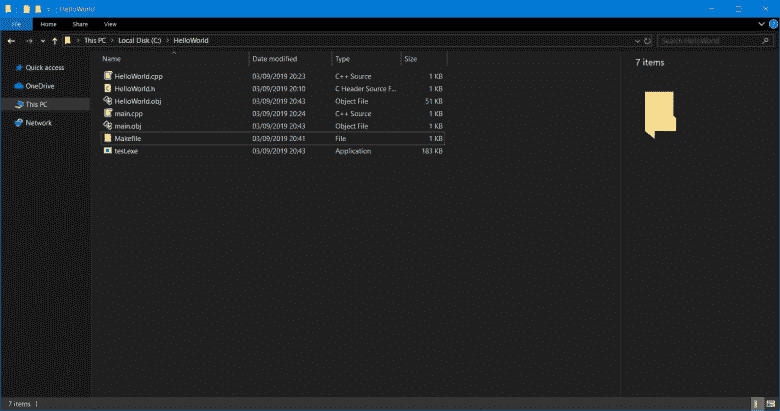 HelloWorld
File Home Share View
This PC > Local Disk (C:) > HelloWorld Search HelloWorld
Name Date modified Type Size
Quick access
OneDrive
This PC
Network
HelloWorld.cpp 03/09/2019 20:23 C++ Source 1 KB
HelloWorld.h 03/09/2019 20:10 C Header Source F... 1 KB
HelloWorld.obj 03/09/2019 20:43 Object File 51 KB
main.cpp 03/09/2019 20:24 C++ Source 1 KB
main.obj 03/09/2019 20:43 Object File 1 KB
Makefile 03/09/2019 20:41 File 1 KB
test.exe 03/09/2019 20:43 Application 183 KB
7 items
7 items